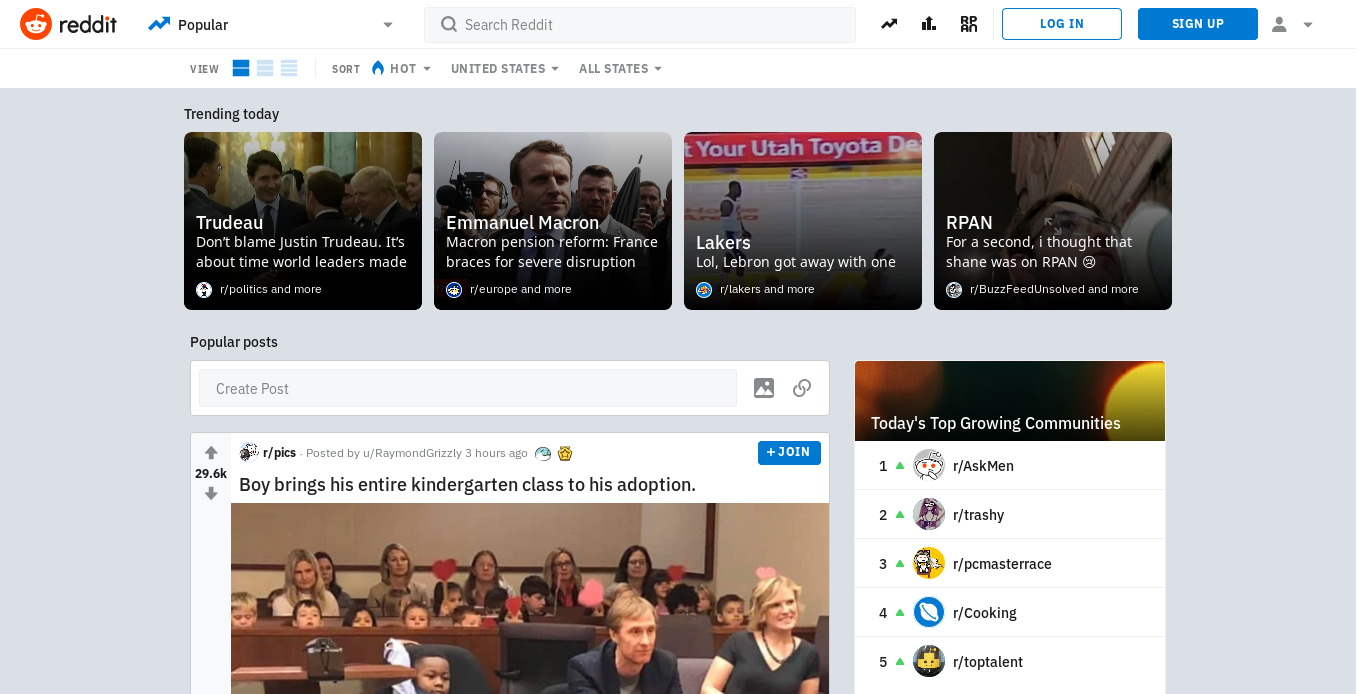 reddit
Popular
Search Reddit
LOG IN
SIGN UP
VIEW
SORT
HOT
UNITED STATES
ALL STATES
Trending today
Trudeau
Don’t blame Justin Trudeau. It’s
about time world leaders made
r/politics and more
Emmanuel Macron
Macron pension reform: France
braces for severe disruption
r/europe and more
t Your Utah Toyota De
Lakers
Lol, Lebron got away with one
r/lakers and more
RPAN
For a second, i thought that
shane was on RPAN 😢
r/BuzzFeedUnsolved and more
Popular posts
Create Post
29.6k
r/pics · Posted by u/RaymondGrizzly 3 hours ago
+ JOIN
Boy brings his entire kindergarten class to his adoption.
Today's Top Growing Communities
1 r/AskMen
2 r/trashy
3 r/pcmasterrace
4 r/Cooking
5 r/toptalent